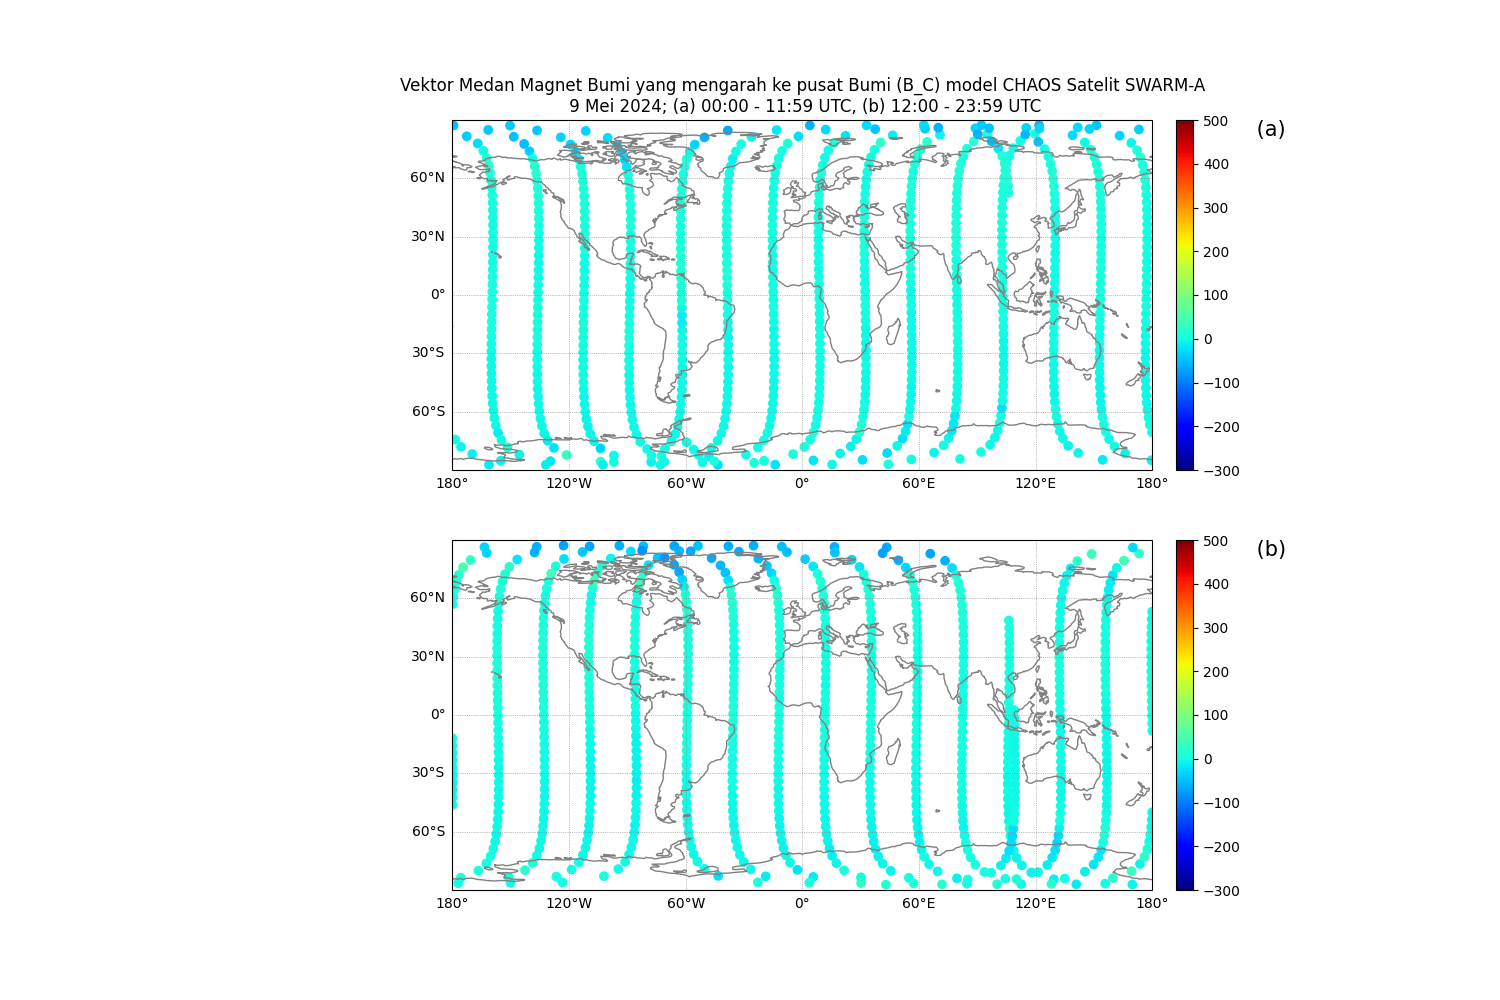 Vektor Medan Magnet Bumi yang mengarah ke pusat Bumi (B_C) model CHAOS Satelit SWARM-A
9 Mei 2024; (a) 00:00 - 11:59 UTC, (b) 12:00 - 23:59 UTC
(a)
60°N
30°N
0°
30°S
60°S
180° 120°W 60°W 0° 60°E 120°E 180°
500
400
300
200
100
0
−100
−200
−300
(b)
60°N
30°N
0°
30°S
60°S
180° 120°W 60°W 0° 60°E 120°E 180°
500
400
300
200
100
0
−100
−200
−300